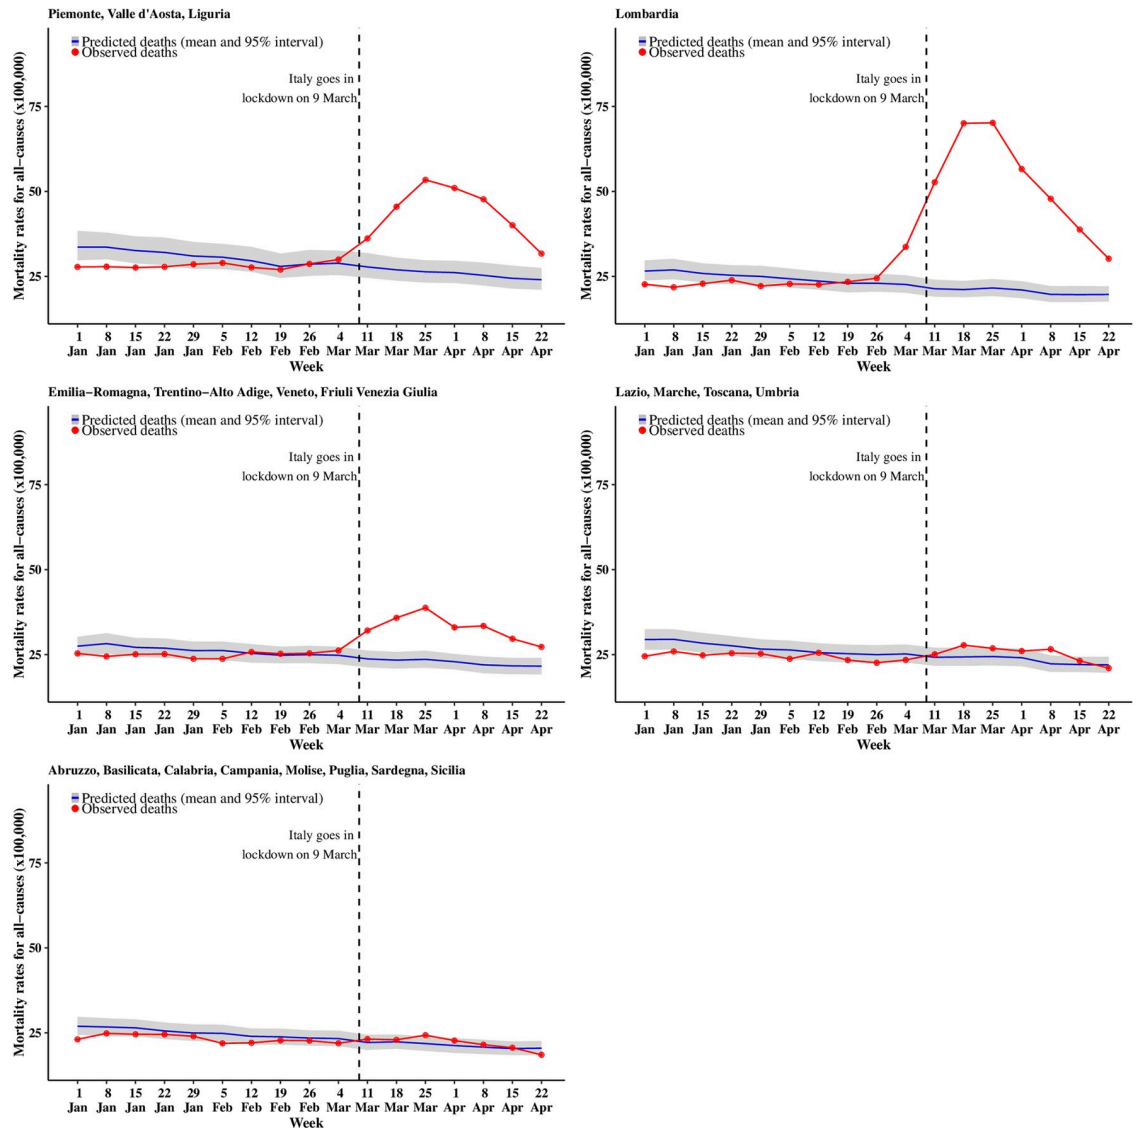 Piemonte, Valle d'Aosta, Liguria
Predicted deaths (mean and 95% interval)
Observed deaths
Italy goes in
lockdown on 9 March
Mortality rates for all−causes (x100,000)
75
50
25
1 8 15 22 29 5 12 19 26 4 11 18 25 1 8 15 22
Jan Jan Jan Jan Jan Feb Feb Feb Feb Mar Mar Mar Mar Apr Apr Apr Apr
Week
Lombardia
Predicted deaths (mean and 95% interval)
Observed deaths
Italy goes in
lockdown on 9 March
Mortality rates for all−causes (x100,000)
75
50
25
1 8 15 22 29 5 12 19 26 4 11 18 25 1 8 15 22
Jan Jan Jan Jan Jan Feb Feb Feb Feb Mar Mar Mar Mar Apr Apr Apr Apr
Week
Emilia−Romagna, Trentino−Alto Adige, Veneto, Friuli Venezia Giulia
Predicted deaths (mean and 95% interval)
Observed deaths
Italy goes in
lockdown on 9 March
Mortality rates for all−causes (x100,000)
75
50
25
1 8 15 22 29 5 12 19 26 4 11 18 25 1 8 15 22
Jan Jan Jan Jan Jan Feb Feb Feb Feb Mar Mar Mar Mar Apr Apr Apr Apr
Week
Lazio, Marche, Toscana, Umbria
Predicted deaths (mean and 95% interval)
Observed deaths
Italy goes in
lockdown on 9 March
Mortality rates for all−causes (x100,000)
75
50
25
1 8 15 22 29 5 12 19 26 4 11 18 25 1 8 15 22
Jan Jan Jan Jan Jan Feb Feb Feb Feb Mar Mar Mar Mar Apr Apr Apr Apr
Week
Abruzzo, Basilicata, Calabria, Campania, Molise, Puglia, Sardegna, Sicilia
Predicted deaths (mean and 95% interval)
Observed deaths
Italy goes in
lockdown on 9 March
Mortality rates for all−causes (x100,000)
75
50
25
1 8 15 22 29 5 12 19 26 4 11 18 25 1 8 15 22
Jan Jan Jan Jan Jan Feb Feb Feb Feb Mar Mar Mar Mar Apr Apr Apr Apr
Week